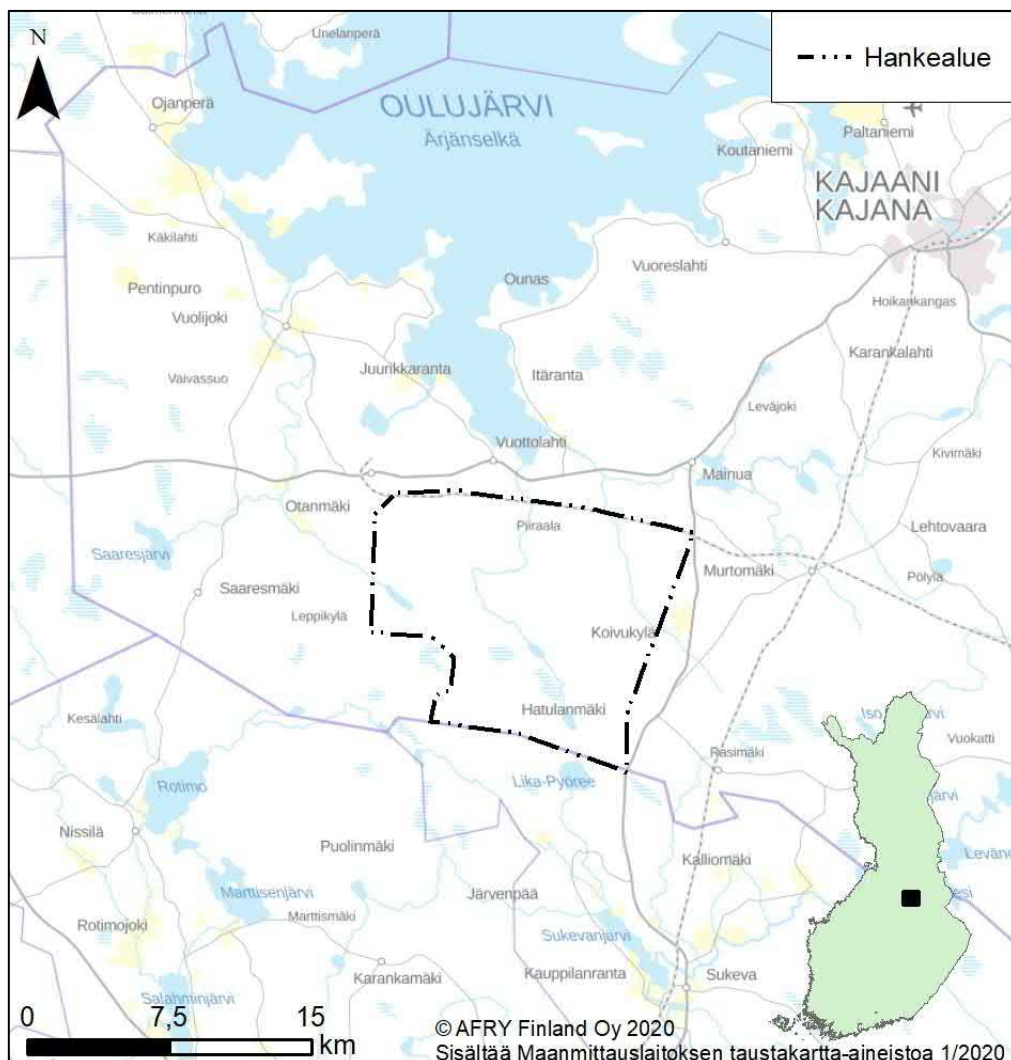 N
Hankealue
Unelanperä
Ojanperä
OULUJÄRVI
Ärjänselkä
Paltaniemi
Koutaniemi
KAJAANI
KAJANA
Käkilahti
Vuoreslahti
Ounas
Pentinpuro
Hoikankangas
Vuolijoki
Karankalahti
Juurikkaranta
Itäranta
Vaivassuo
Leväjoki
Vuottolahti
Kivimäki
Mainua
Otanmäki
Piiraala
Lehtovaara
Saaresjärvi
Murtomäki
Pölylä
Saaresmäki
Leppikylä
Koivukylä
Hatulanmäki
Kesälahti
Vuokatti
Rasimäki
Rotimo
Lika-Pyöree
Nissilä
Puolinmäki
Kalliomäki
Marttisenjärvi
Järvenpää
Marttismäki
Rotimojoki
Sukevanjärvi
Karankamäki
Kauppilanranta
Sukeva
Salahminjärvi
0 7,5 15
km
© AFRY Finland Oy 2020
Sisältää Maanmittauslaitoksen taustakartta-aineistoa 1/2020